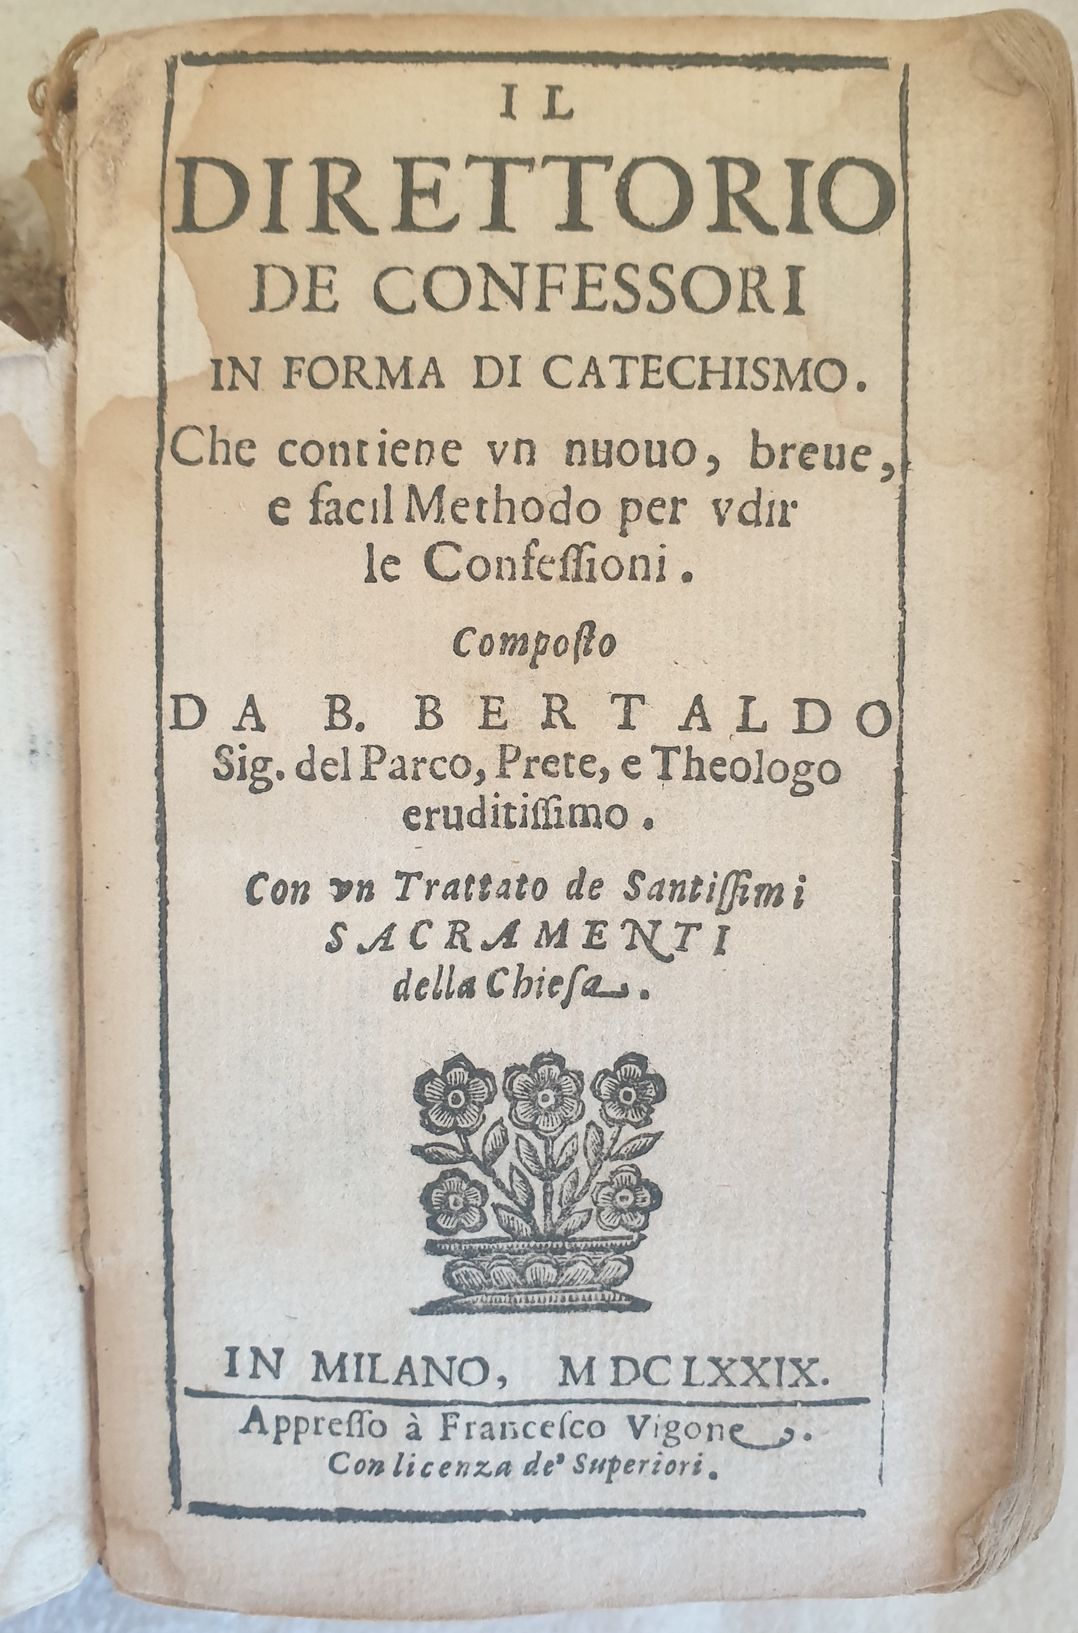 IL
DIRETTORIO
DE CONFESSORI
IN FORMA DI CATECHISMO.
Che contiene vn nuouo, breue,
e facil Methodo per vdir
le Confeſſioni.
Compoſto
DA B. BERTALDO
Sig. del Parco, Prete, e Theologo
eruditiſſimo.
Con vn Trattato de Santiſſimi
SACRAMENTI
della Chieſa.
IN MILANO, MDCLXXIX.
Appreſſo à Franceſco Vigone.
Con licenza de' Superiori.